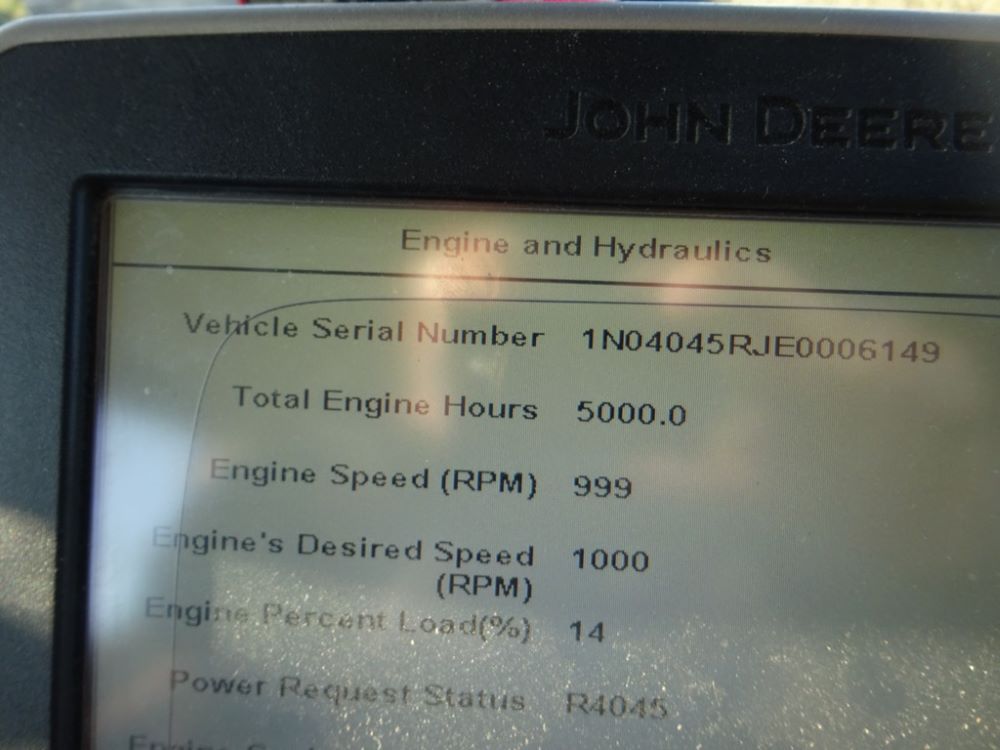 JOHN DEERE
Engine and Hydraulics
Vehicle Serial Number 1N04045RJE0006149
Total Engine Hours 5000.0
Engine Speed (RPM) 999
Engine's Desired Speed 1000
(RPM)
Engine Percent Load(%) 14
Power Request Status R4045
Engine